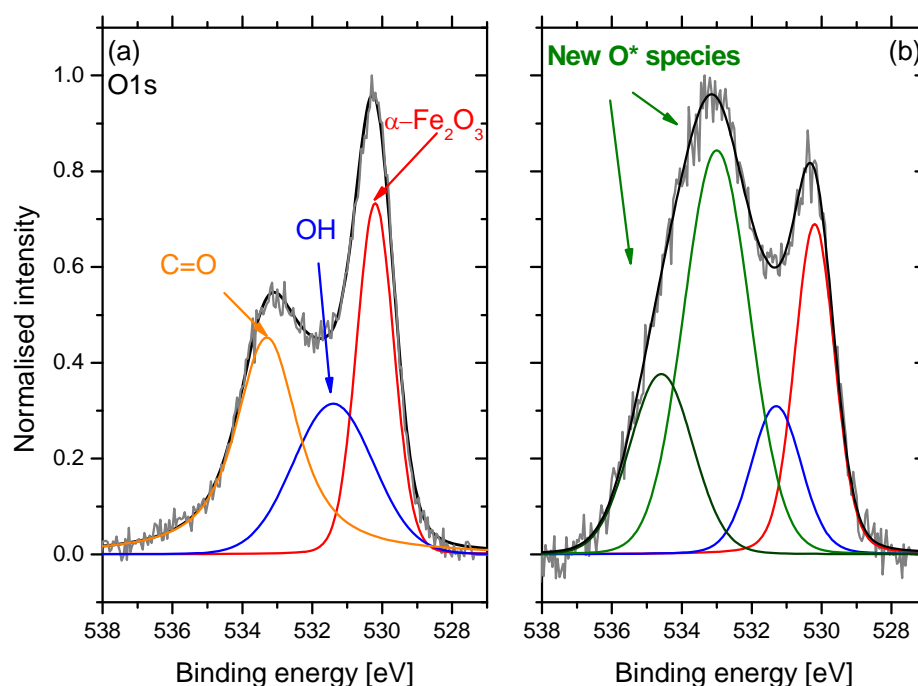 (a)
O1s
α–Fe₂O₃
OH
C=O
1.0
0.8
0.6
0.4
0.2
0.0
Normalised intensity
538 536 534 532 530 528
Binding energy [eV]
(b)
New O* species
538 536 534 532 530 528
Binding energy [eV]